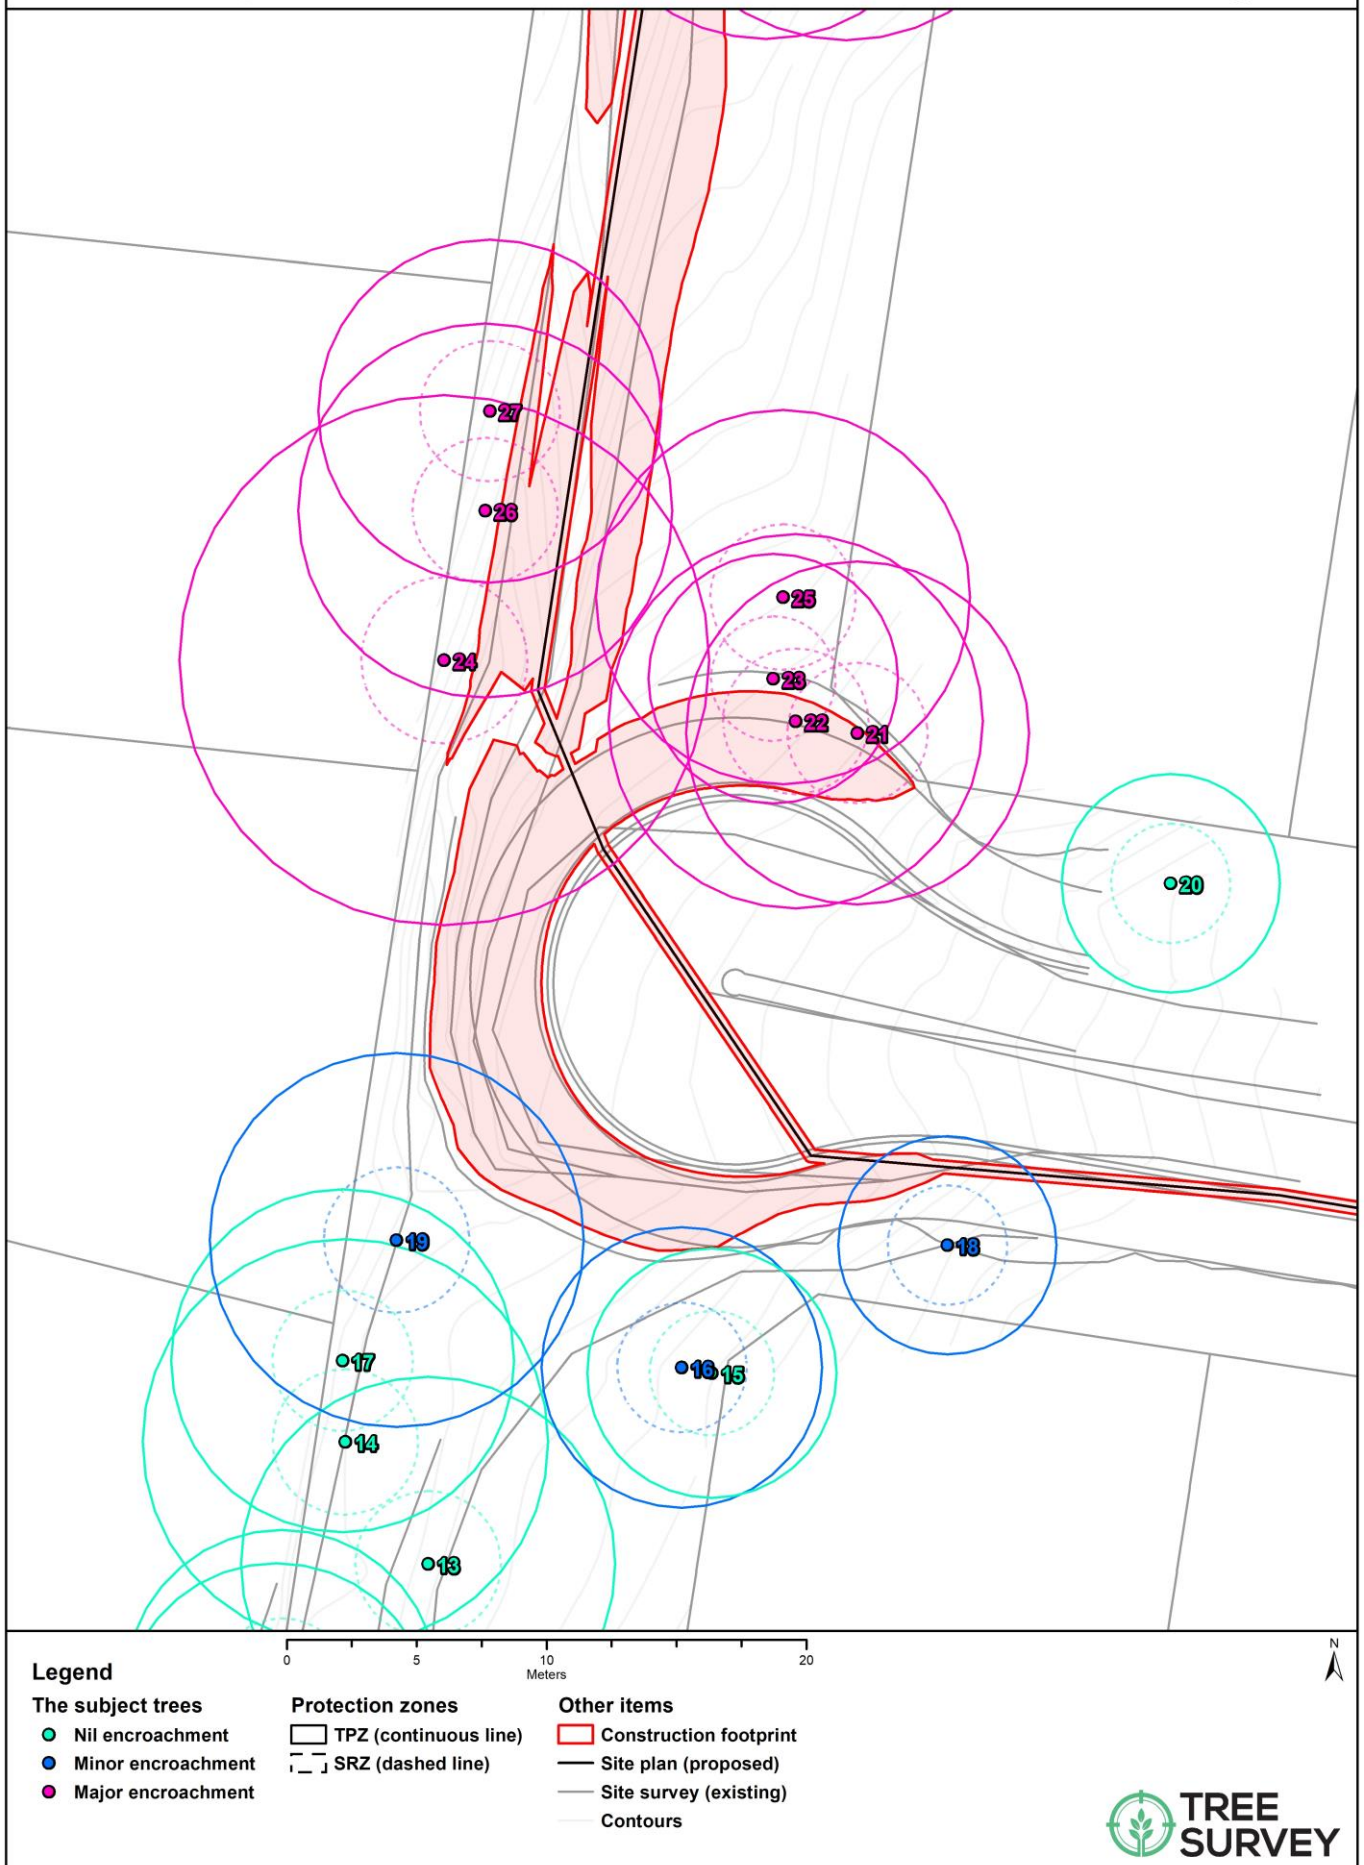 27
26
25
24
23
22
21
20
19
18
17
16
15
14
13
0 5 10 20
Meters
N
Legend
The subject trees
Nil encroachment
Minor encroachment
Major encroachment
Protection zones
TPZ (continuous line)
SRZ (dashed line)
Other items
Construction footprint
Site plan (proposed)
Site survey (existing)
Contours
TREE
SURVEY